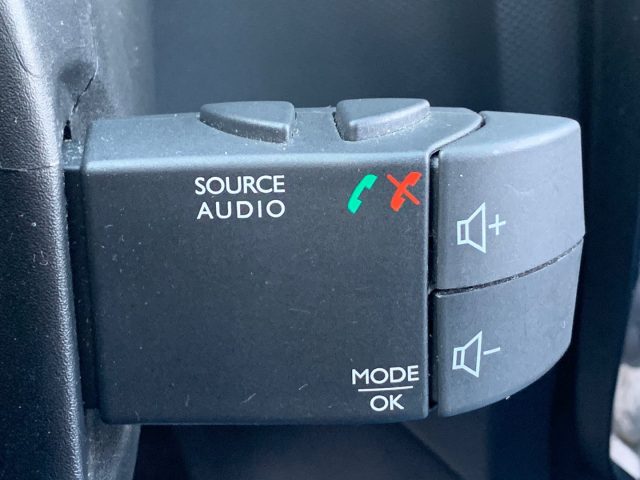 SOURCE
AUDIO
+
MODE
OK
-